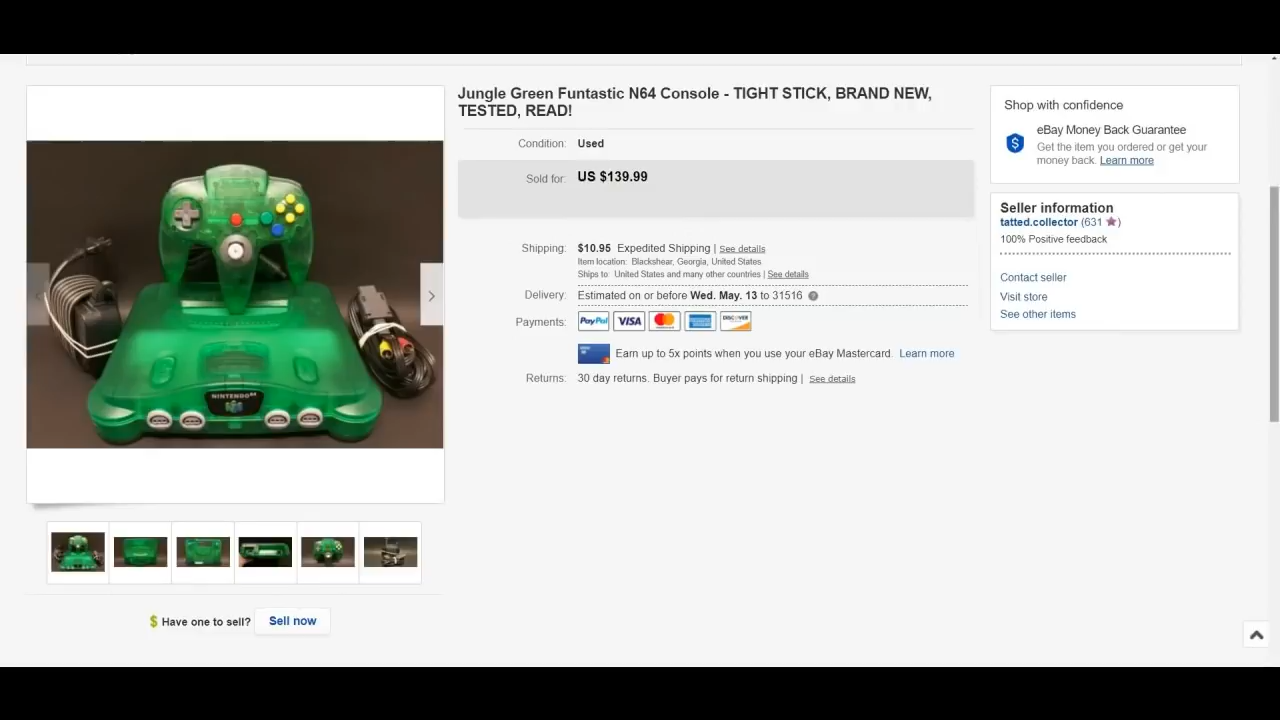 Jungle Green Funtastic N64 Console - TIGHT STICK, BRAND NEW,
TESTED, READ!
Condition: Used
Sold for: US $139.99
Shipping: $10.95 Expedited Shipping | See details
Item location: Blackshear, Georgia, United States
Ships to: United States and many other countries | See details
Delivery: Estimated on or before Wed. May. 13 to 31516 ?
Payments: PayPal VISA MasterCard DISCOVER
Earn up to 5x points when you use your eBay Mastercard. Learn more
Returns: 30 day returns. Buyer pays for return shipping | See details
Shop with confidence
$ eBay Money Back Guarantee
Get the item you ordered or get your
money back. Learn more
Seller information
tatted.collector (631 ★)
100% Positive feedback
Contact seller
Visit store
See other items
NINTENDO64
$ Have one to sell? Sell now